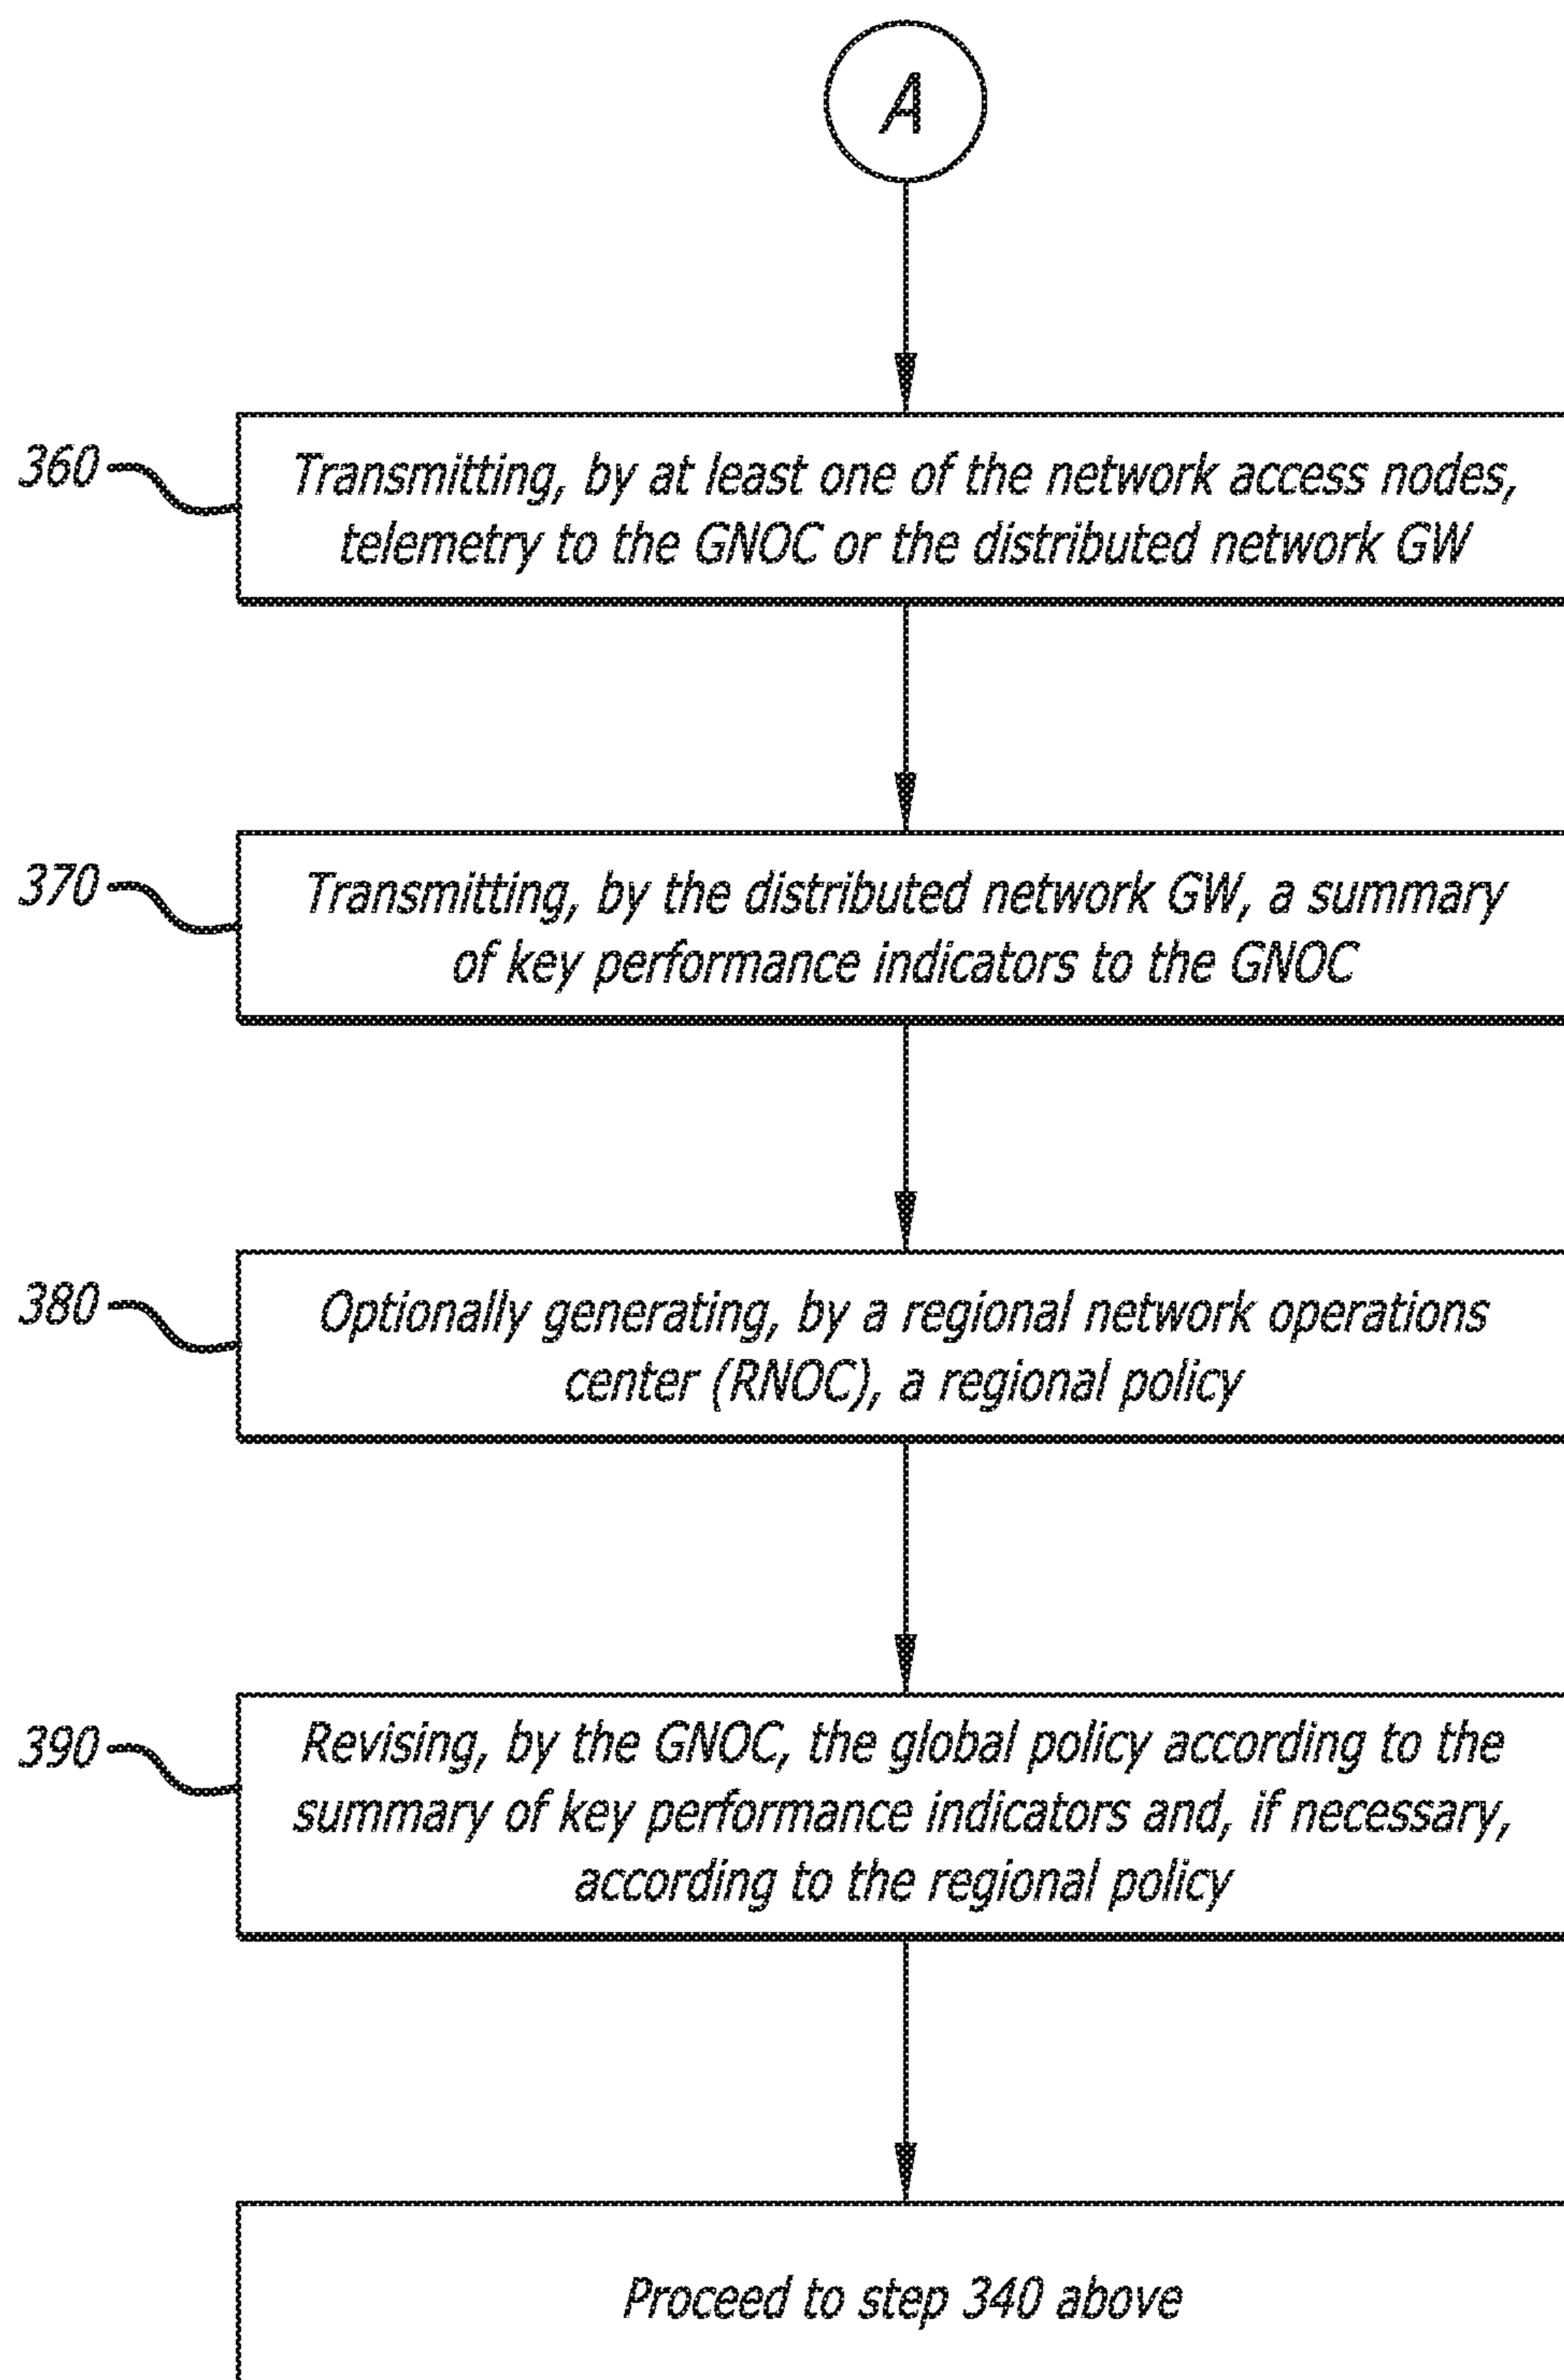 A
360
Transmitting, by at least one of the network access nodes,
telemetry to the GNOC or the distributed network GW
370
Transmitting, by the distributed network GW, a summary
of key performance indicators to the GNOC
380
Optionally generating, by a regional network operations
center (RNOC), a regional policy
390
Revising, by the GNOC, the global policy according to the
summary of key performance indicators and, if necessary,
according to the regional policy
Proceed to step 340 above